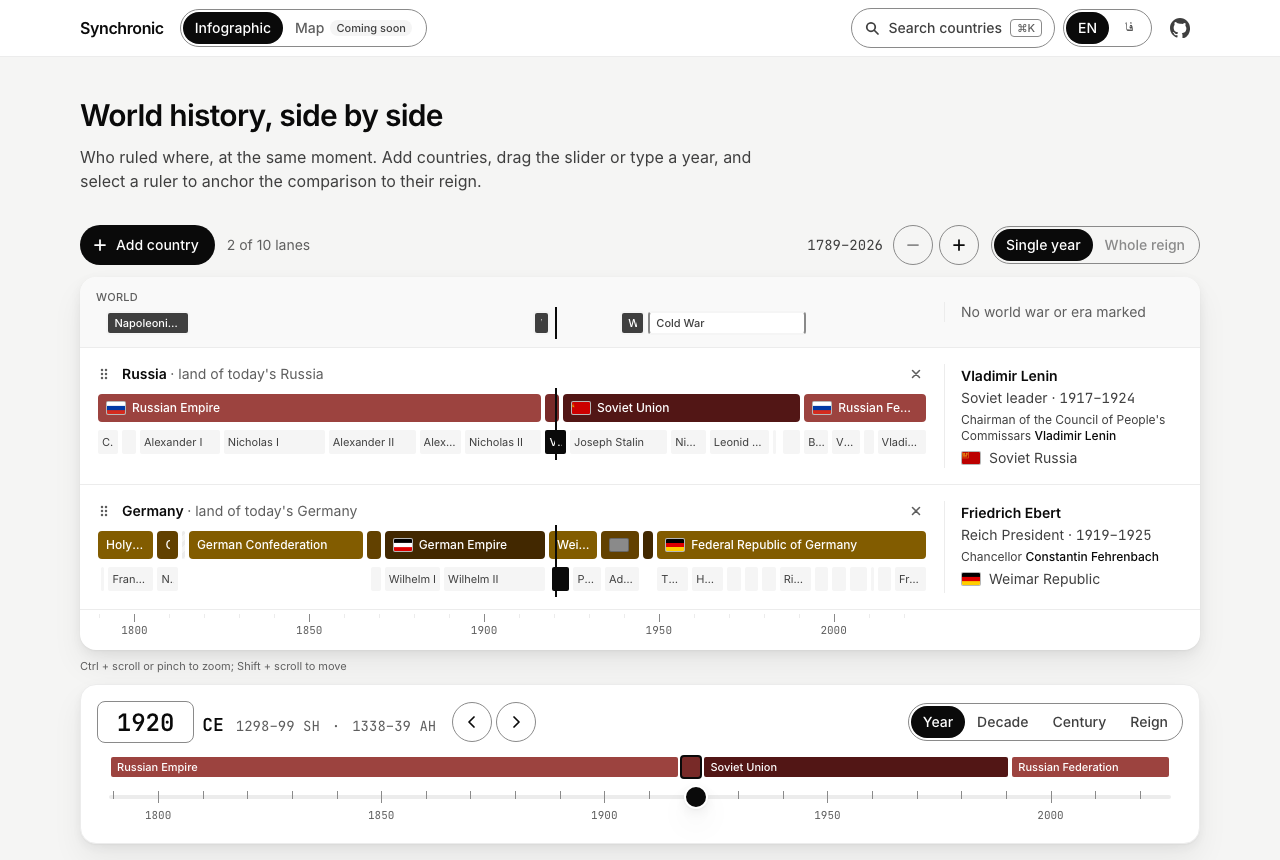 Synchronic
Infographic
Map
Coming soon
Search countries
⌘K
EN
World history, side by side
Who ruled where, at the same moment. Add countries, drag the slider or type a year, and
select a ruler to anchor the comparison to their reign.
Add country
2 of 10 lanes
1789–2026
Single year
Whole reign
WORLD
Napoleoni...
W
Cold War
No world war or era marked
Russia · land of today's Russia
Russian Empire
Soviet Union
Russian Fe...
C.
Alexander I
Nicholas I
Alexander II
Alex...
Nicholas II
Joseph Stalin
Ni...
Leonid ...
B...
V...
Vladi...
Vladimir Lenin
Soviet leader · 1917–1924
Chairman of the Council of People's
Commissars Vladimir Lenin
Soviet Russia
Germany · land of today's Germany
Holy...
German Confederation
German Empire
Wei...
Federal Republic of Germany
Fran...
N.
Wilhelm I
Wilhelm II
P...
Ad...
T...
H...
Ri...
Fr...
Friedrich Ebert
Reich President · 1919–1925
Chancellor Constantin Fehrenbach
Weimar Republic
1800
1850
1900
1950
2000
Ctrl + scroll or pinch to zoom; Shift + scroll to move
1920 CE 1298–99 SH · 1338–39 AH
Year
Decade
Century
Reign
Russian Empire
Soviet Union
Russian Federation
1800
1850
1900
1950
2000